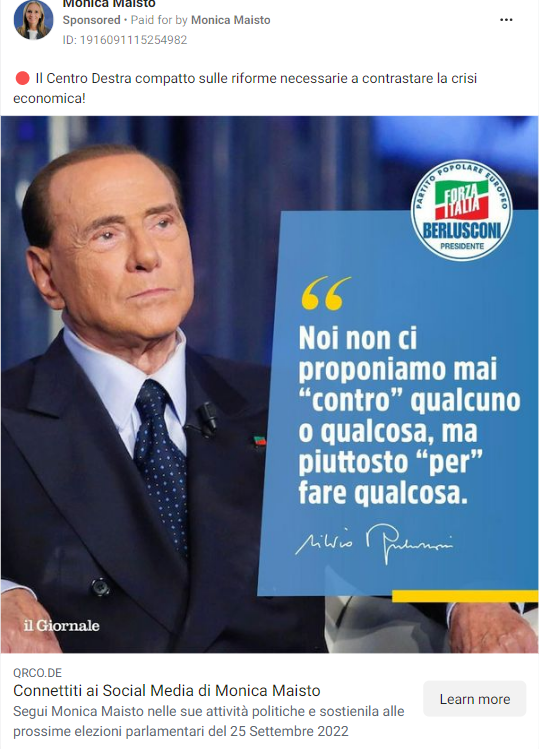 Monica Maisto
Sponsored • Paid for by Monica Maisto
ID: 1916091115254982
🔴 Il Centro Destra compatto sulle riforme necessarie a contrastare la crisi
economica!
PARTITO POPOLARE EUROPEO
FORZA
ITALIA
BERLUSCONI
PRESIDENTE
“
Noi non ci
proponiamo mai
“contro” qualcuno
o qualcosa, ma
piuttosto “per”
fare qualcosa.
Silvio Berlusconi
il Giornale
QRCO.DE
Connettiti ai Social Media di Monica Maisto
Segui Monica Maisto nelle sue attività politiche e sostienila alle
prossime elezioni parlamentari del 25 Settembre 2022
Learn more